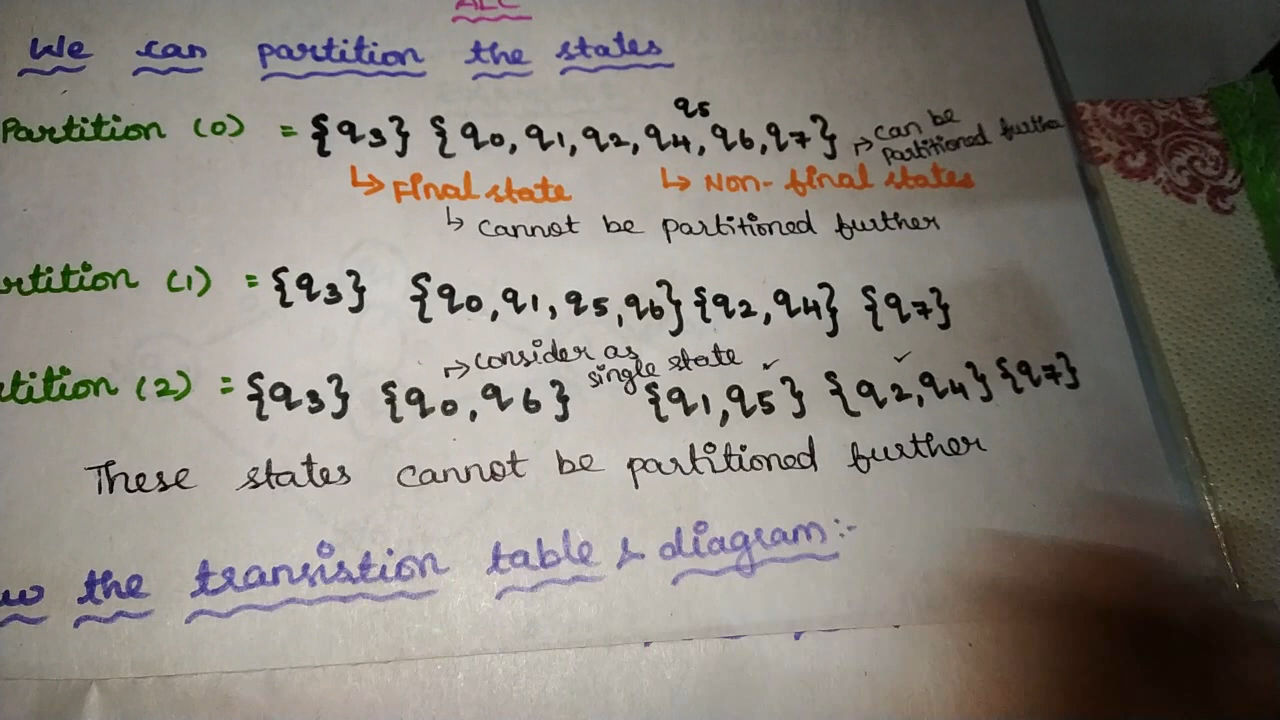 We can partition the states
q5
Partition (0) = {q3} {q0, q1, q2, q4, q6, q7} ↳ can be
partitioned further
↳ Final state ↳ Non-final states
↳ cannot be partitioned further
rtition (1) = {q3} {q0, q1, q5, q6} {q2, q4} {q7}
↳ consider as
single state
tition (2) = {q3} {q0, q6} {q1, q5} {q2, q4} {q7}
These states cannot be partitioned further
w the transistion table & diagram:-